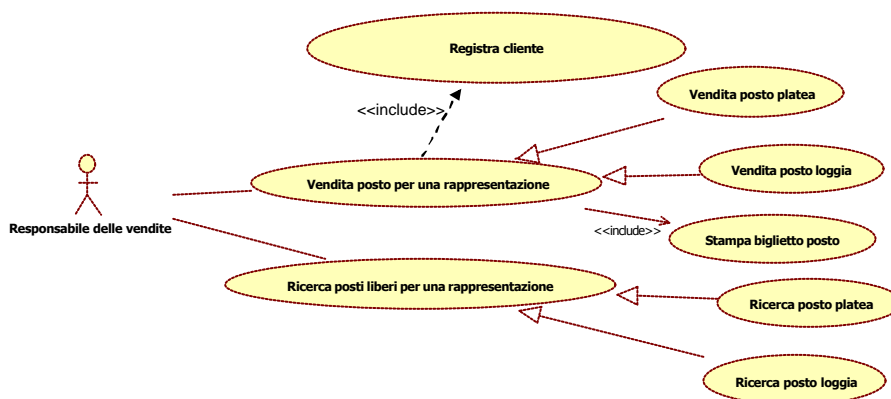 Registra cliente
Vendita posto platea
<<include>>
Vendita posto loggia
Vendita posto per una rappresentazione
Responsabile delle vendite
<<include>>
Stampa biglietto posto
Ricerca posti liberi per una rappresentazione
Ricerca posto platea
Ricerca posto loggia